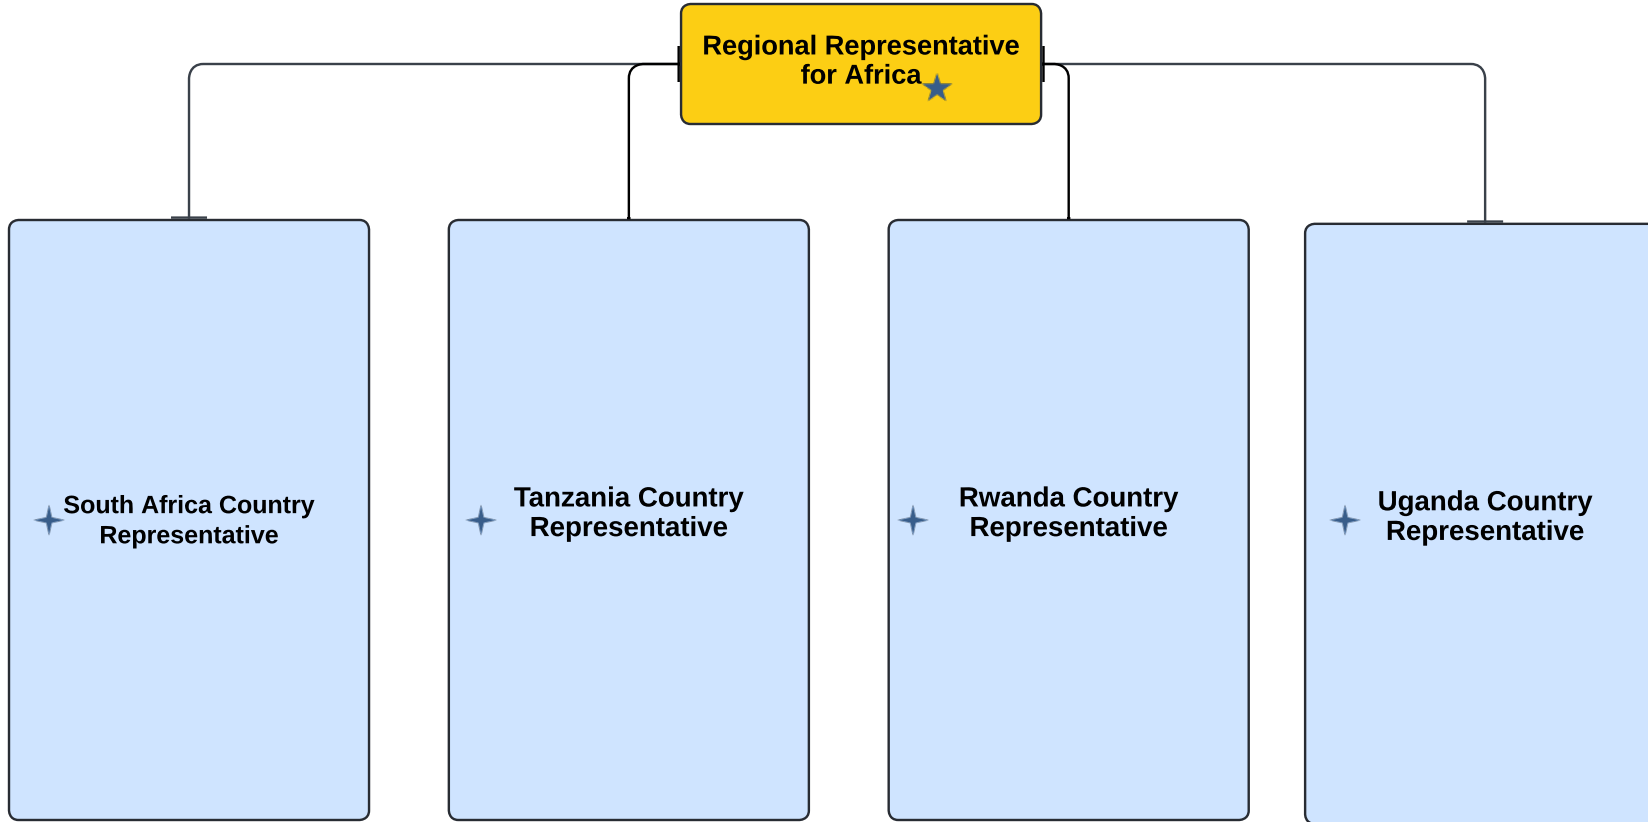 Regional Representative
for Africa
South Africa Country
Representative
Tanzania Country
Representative
Rwanda Country
Representative
Uganda Country
Representative